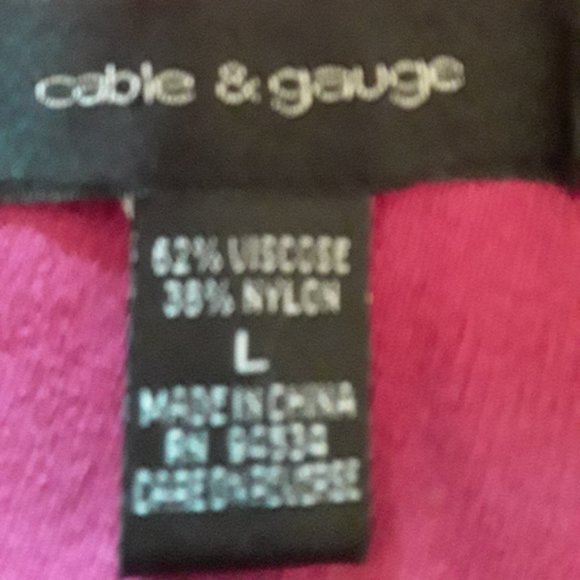 cable & gauge
62% VISCOSE
38% NYLON
L
MADE IN CHINA
RN
CARE ON REVERSE